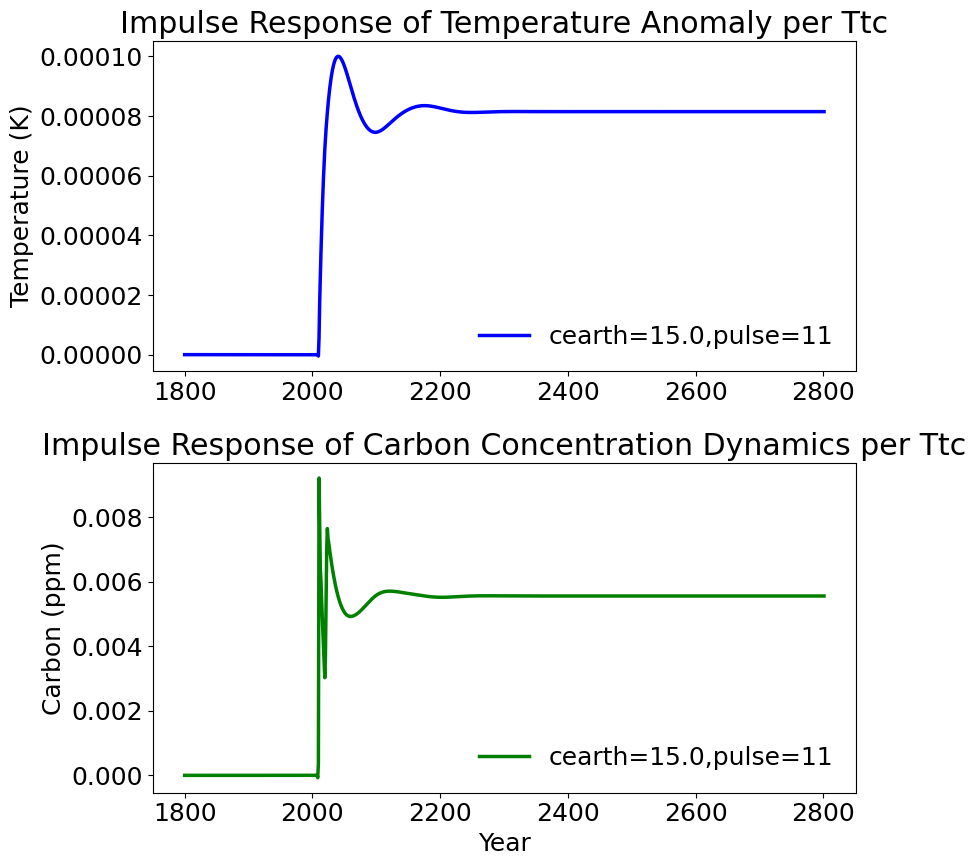 Impulse Response of Temperature Anomaly per Ttc
Temperature (K)
0.00010
0.00008
0.00006
0.00004
0.00002
0.00000
cearth=15.0,pulse=11
1800 2000 2200 2400 2600 2800
Impulse Response of Carbon Concentration Dynamics per Ttc
Carbon (ppm)
0.008
0.006
0.004
0.002
0.000
cearth=15.0,pulse=11
1800 2000 2200 2400 2600 2800
Year